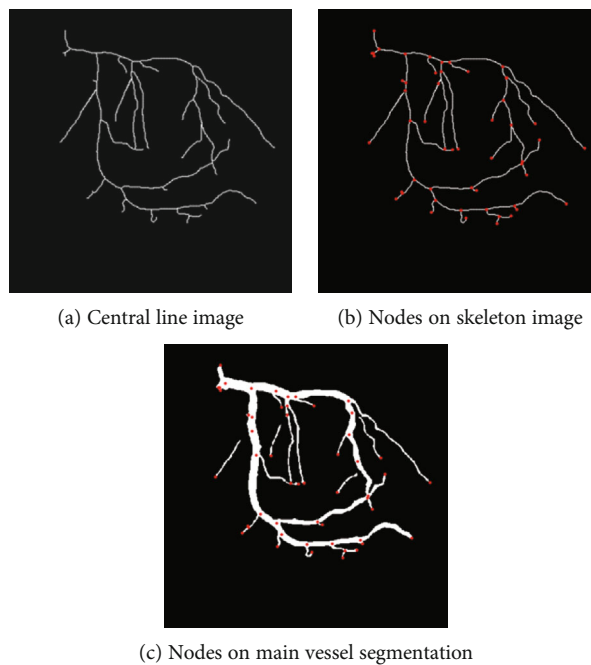 (a) Central line image
(b) Nodes on skeleton image
(c) Nodes on main vessel segmentation